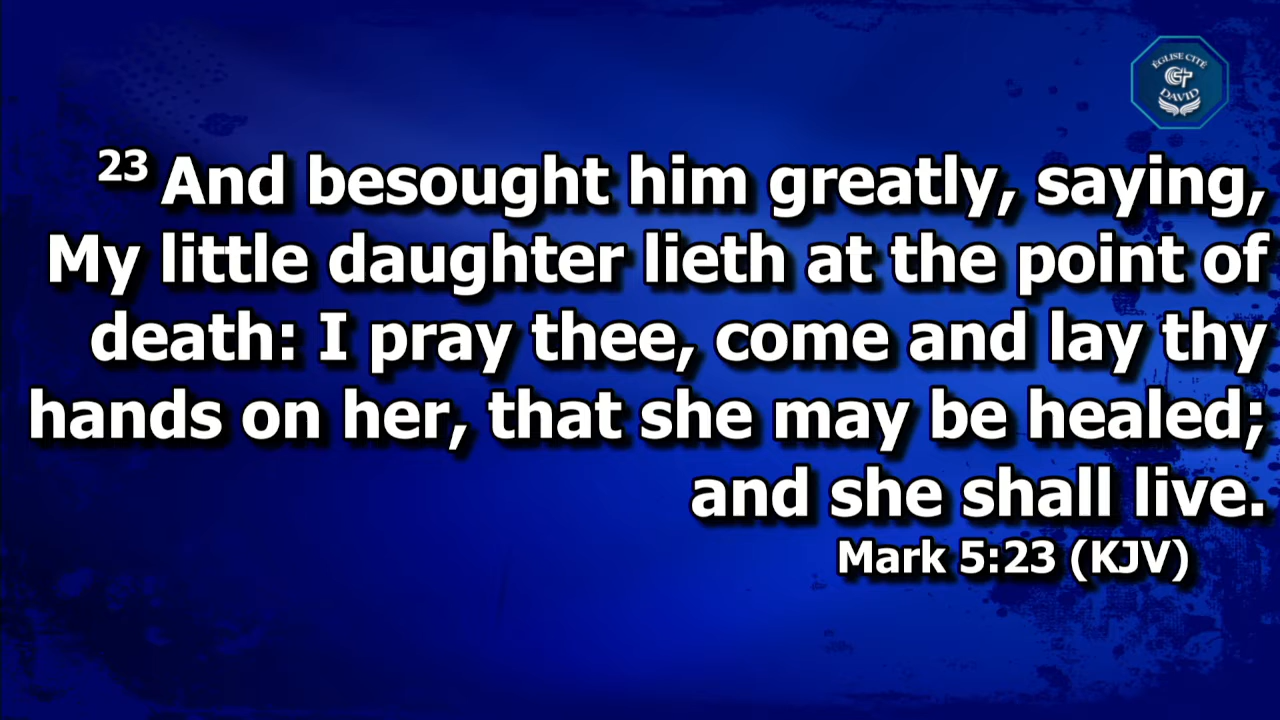 ÉGLISE CITÉ
DAVID
23 And besought him greatly, saying,
My little daughter lieth at the point of
death: I pray thee, come and lay thy
hands on her, that she may be healed;
and she shall live.
Mark 5:23 (KJV)